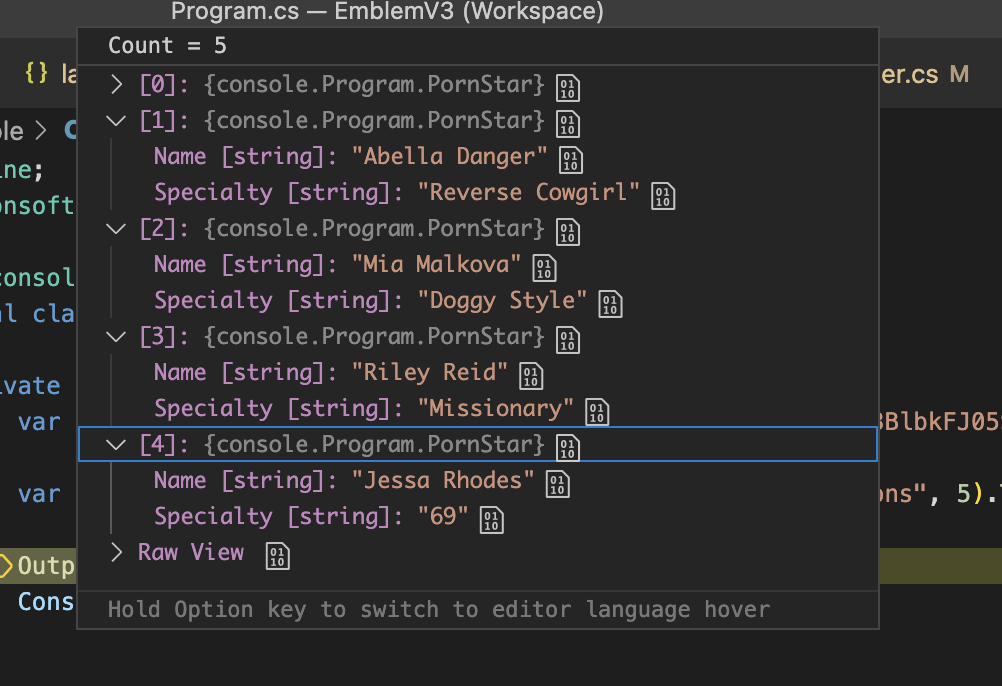 Program.cs — EmblemV3 (Workspace)
Count = 5
{} la
er.cs M
[0]: {console.Program.PornStar}
ole > C
[1]: {console.Program.PornStar}
ine;
Name [string]: "Abella Danger"
onsoft
Specialty [string]: "Reverse Cowgirl"
[2]: {console.Program.PornStar}
Name [string]: "Mia Malkova"
consol
Specialty [string]: "Doggy Style"
al cla
[3]: {console.Program.PornStar}
Name [string]: "Riley Reid"
vate
Specialty [string]: "Missionary"
var
BlbkFJ05
[4]: {console.Program.PornStar}
Name [string]: "Jessa Rhodes"
var
ons", 5).
Specialty [string]: "69"
Raw View
Outp
Cons
Hold Option key to switch to editor language hover